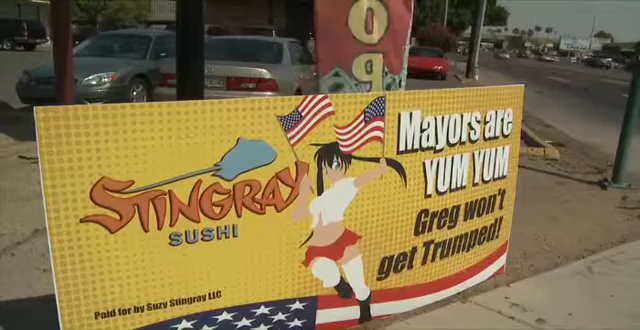 STINGRAY
SUSHI
Mayors are
YUM YUM
Greg won't
get Trumped!
Paid for by Suzy Stingray LLC